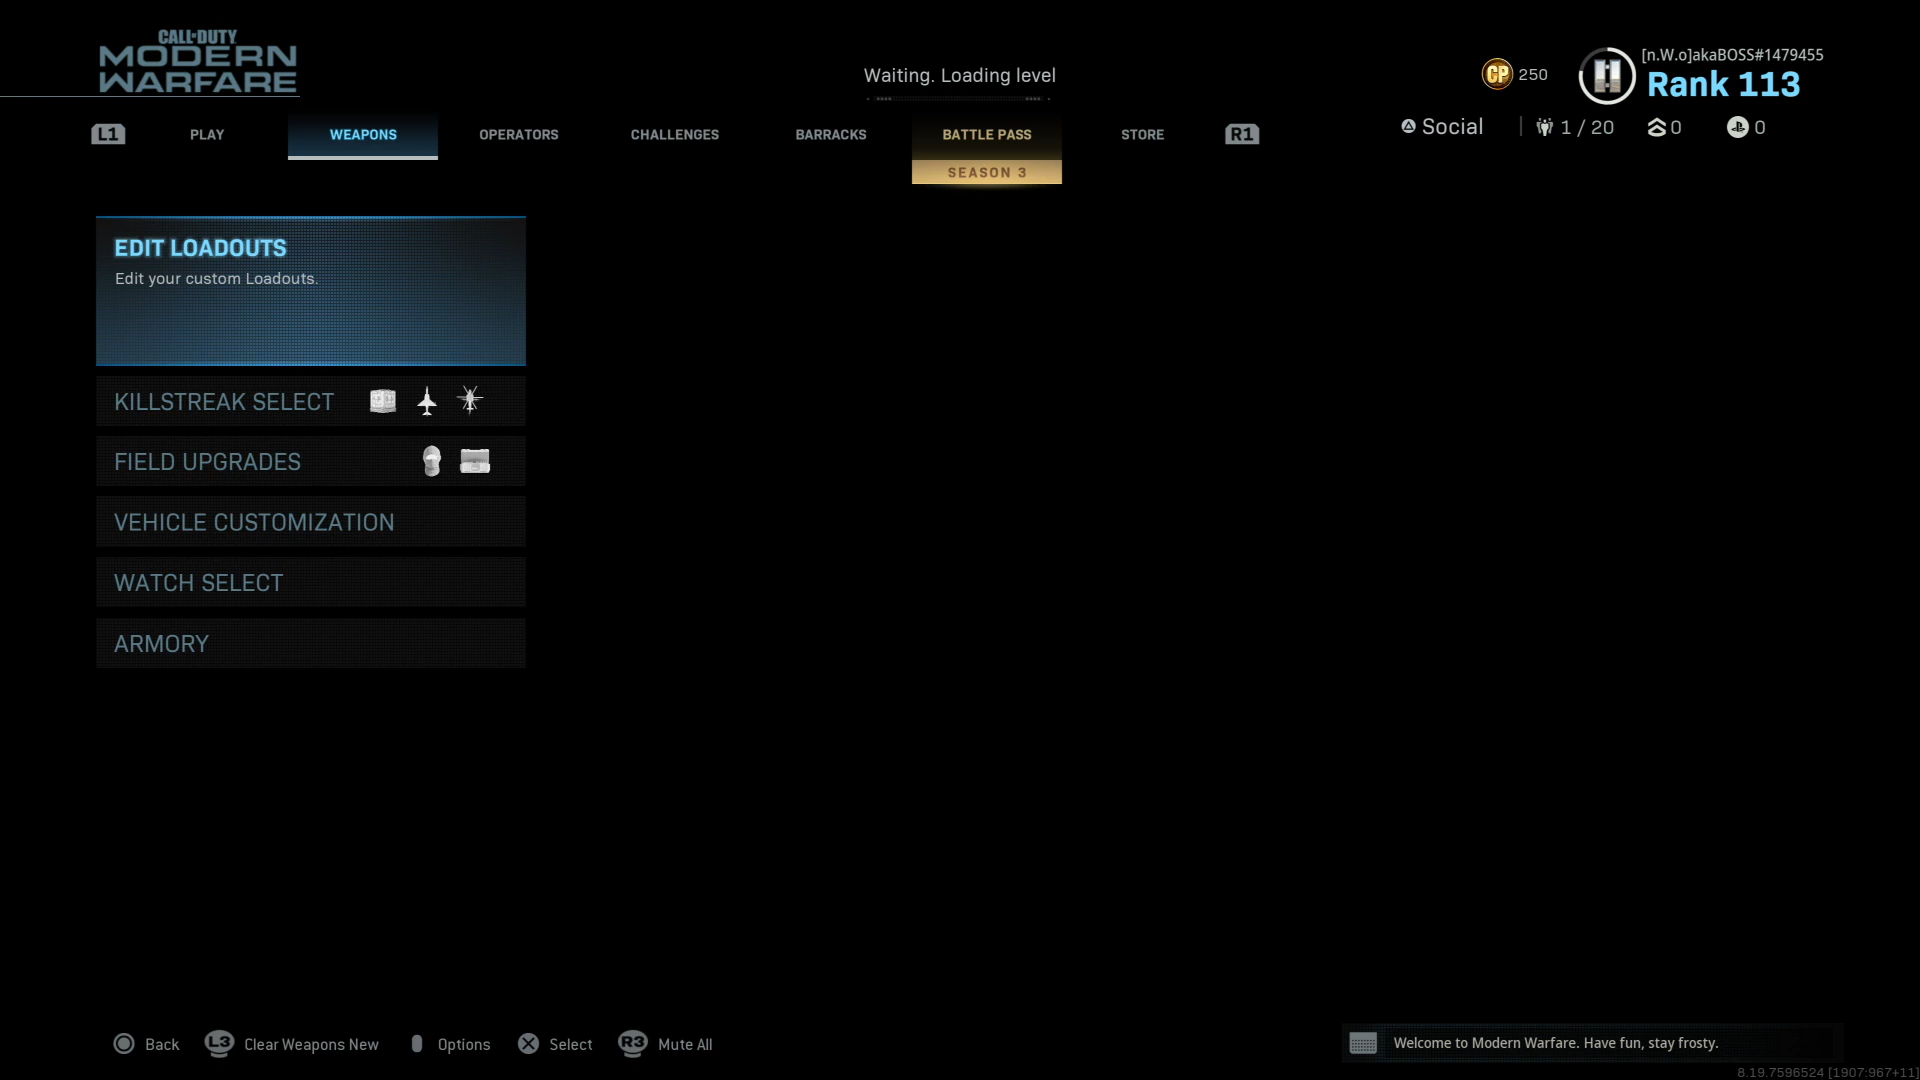 CALL OF DUTY
MODERN
WARFARE
Waiting. Loading level
CP 250
[n.W.o]akaBOSS#1479455
Rank 113
L1 PLAY WEAPONS OPERATORS CHALLENGES BARRACKS BATTLE PASS STORE R1
SEASON 3
Social 1 / 20 0 0
EDIT LOADOUTS
Edit your custom Loadouts.
KILLSTREAK SELECT
FIELD UPGRADES
VEHICLE CUSTOMIZATION
WATCH SELECT
ARMORY
Back L3 Clear Weapons New Options Select R3 Mute All
Welcome to Modern Warfare. Have fun, stay frosty.
8.19.7596524 [1907:967+11]